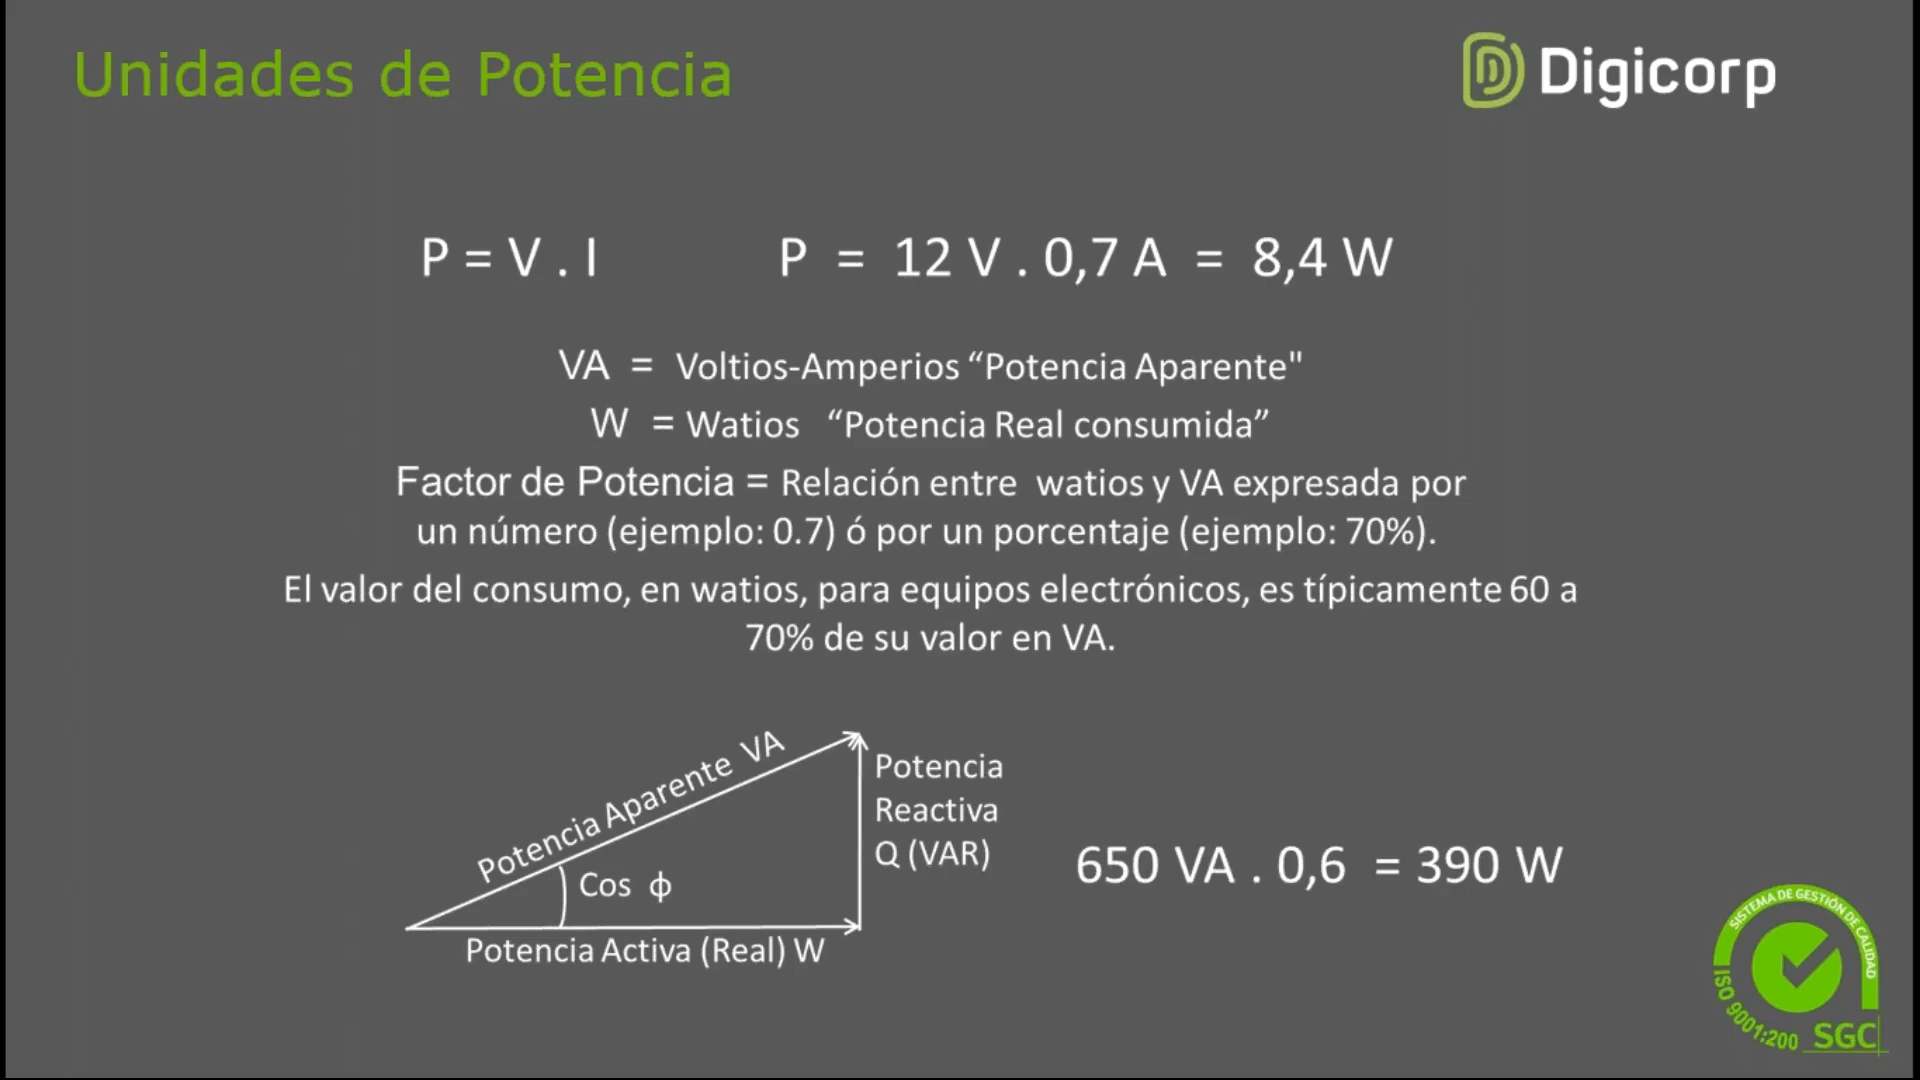 Unidades de Potencia
Digicorp
P = V . I
P = 12 V . 0,7 A = 8,4 W
VA = Voltios-Amperios “Potencia Aparente"
W = Watios “Potencia Real consumida”
Factor de Potencia = Relación entre watios y VA expresada por
un número (ejemplo: 0.7) ó por un porcentaje (ejemplo: 70%).
El valor del consumo, en watios, para equipos electrónicos, es típicamente 60 a
70% de su valor en VA.
Potencia Aparente VA
Potencia
Reactiva
Q (VAR)
Cos ϕ
Potencia Activa (Real) W
650 VA . 0,6 = 390 W
SISTEMA DE GESTIÓN DE CALIDAD
ISO 9001:200
SGC